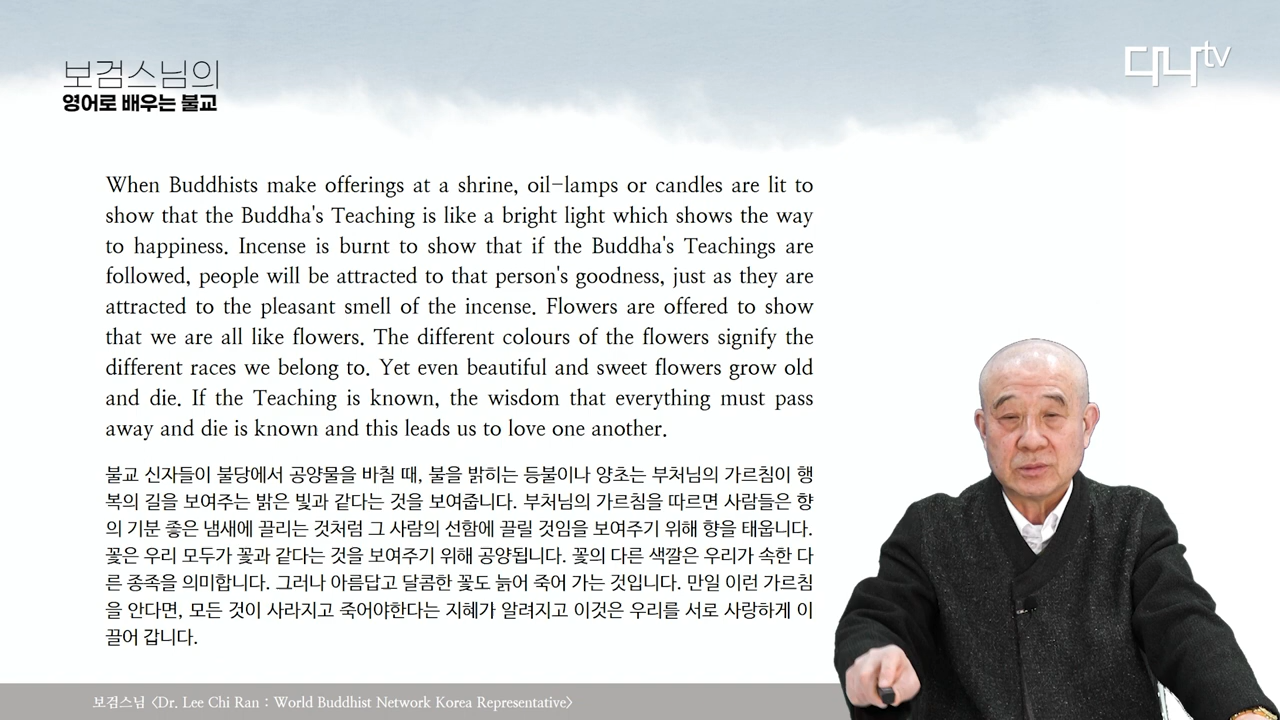 보검스님의
영어로 배우는 불교
디나tv
When Buddhists make offerings at a shrine, oil-lamps or candles are lit to
show that the Buddha's Teaching is like a bright light which shows the way
to happiness. Incense is burnt to show that if the Buddha's Teachings are
followed, people will be attracted to that person's goodness, just as they are
attracted to the pleasant smell of the incense. Flowers are offered to show
that we are all like flowers. The different colours of the flowers signify the
different races we belong to. Yet even beautiful and sweet flowers grow old
and die. If the Teaching is known, the wisdom that everything must pass
away and die is known and this leads us to love one another.
불교 신자들이 불당에서 공양물을 바칠 때, 불을 밝히는 등불이나 양초는 부처님의 가르침이 행
복의 길을 보여주는 밝은 빛과 같다는 것을 보여줍니다. 부처님의 가르침을 따르면 사람들은 향
의 기분 좋은 냄새에 끌리는 것처럼 그 사람의 선함에 끌릴 것임을 보여주기 위해 향을 태웁니다.
꽃은 우리 모두가 꽃과 같다는 것을 보여주기 위해 공양됩니다. 꽃의 다른 색깔은 우리가 속한 다
른 종족을 의미합니다. 그러나 아름답고 달콤한 꽃도 늙어 죽어 가는 것입니다. 만일 이런 가르침
을 안다면, 모든 것이 사라지고 죽어야한다는 지혜가 알려지고 이것은 우리를 서로 사랑하게 이
끌어 갑니다.
보검스님 <Dr. Lee Chi Ran : World Buddhist Network Korea Representative>